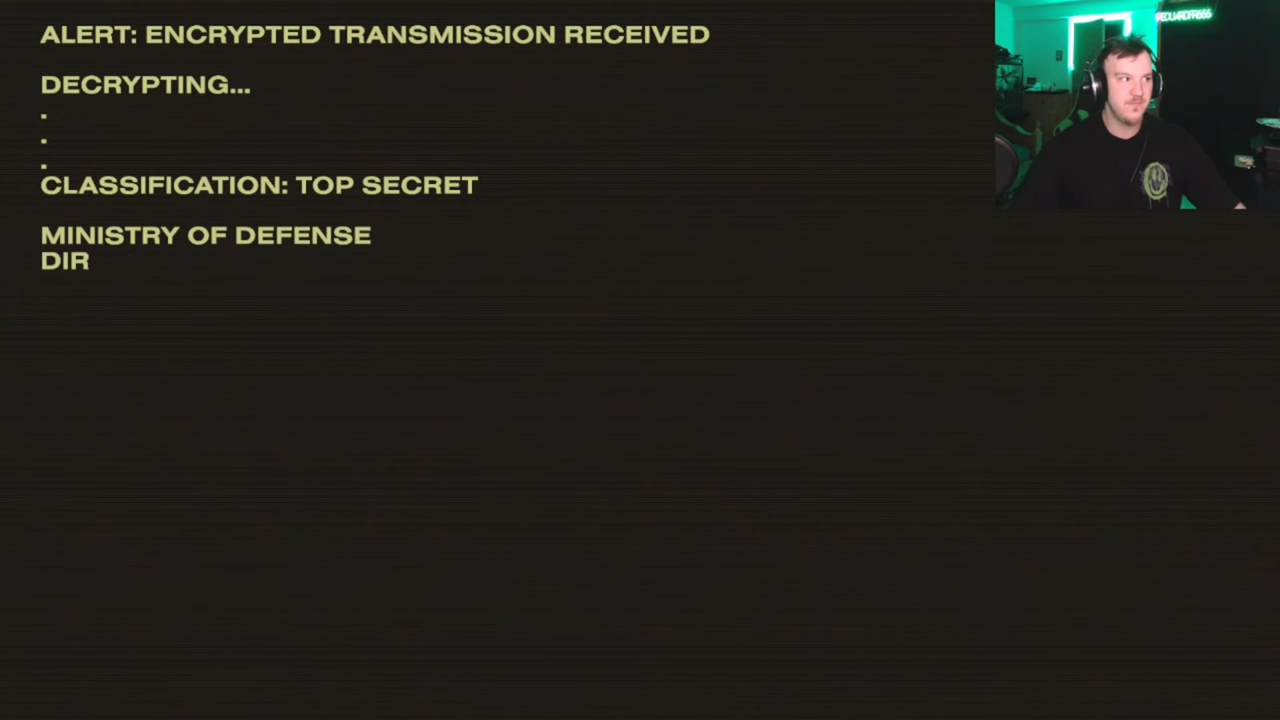 ALERT: ENCRYPTED TRANSMISSION RECEIVED
DECRYPTING...
.
.
.
CLASSIFICATION: TOP SECRET
MINISTRY OF DEFENSE
DIR